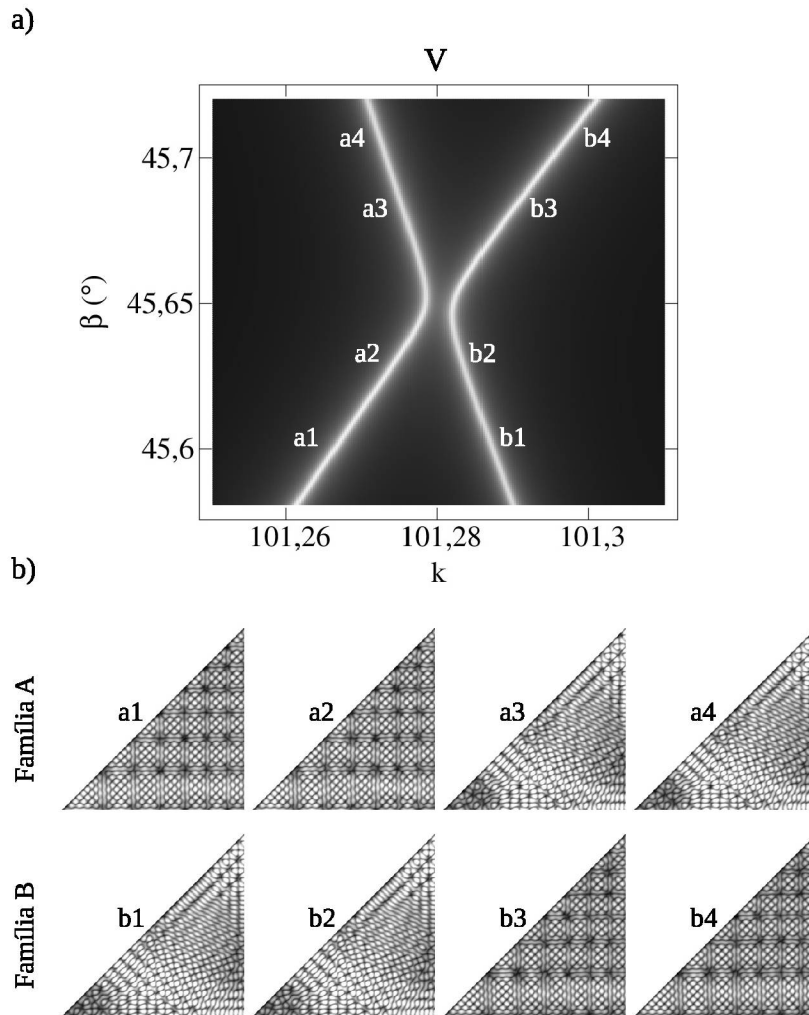 a)
V
a4
b4
45,7
a3
b3
β (°)
45,65
a2
b2
a1
b1
45,6
101,26
101,28
101,3
k
b)
Família A
a1
a2
a3
a4
Família B
b1
b2
b3
b4